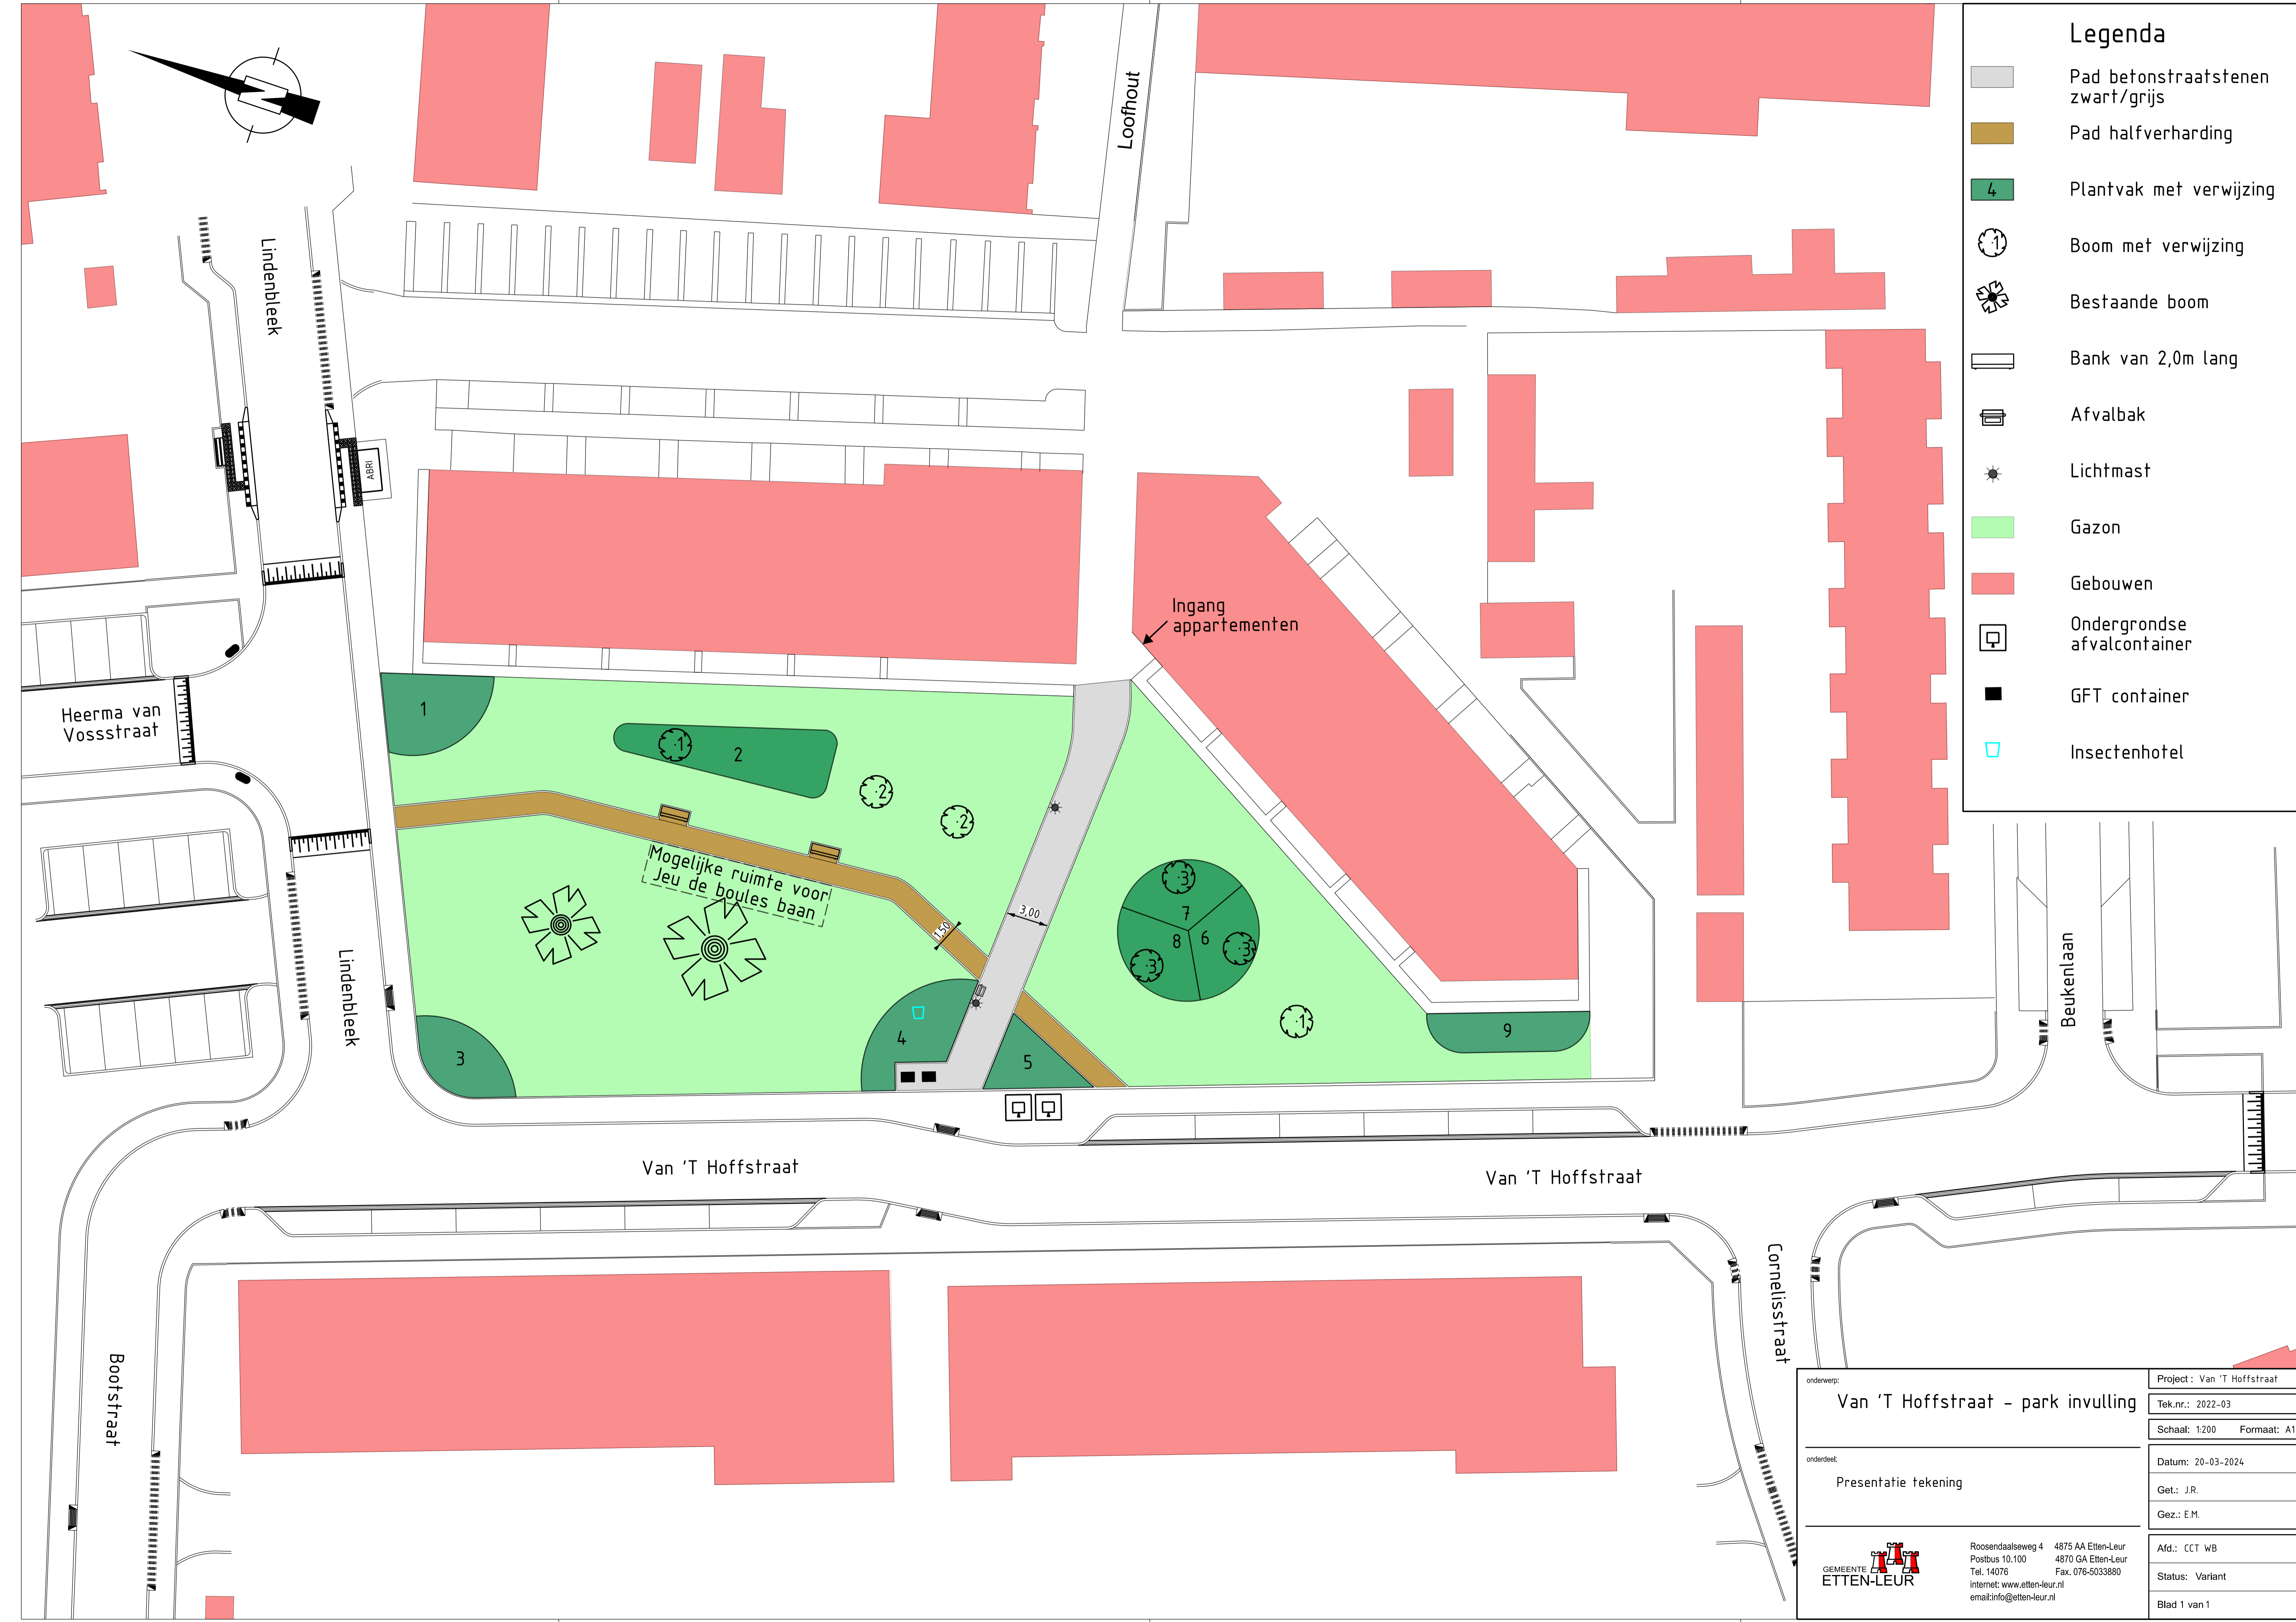 Legenda
Pad betonstraatstenen
zwart/grijs
Pad halfverharding
4
Plantvak met verwijzing
1
Boom met verwijzing
Bestaande boom
Bank van 2,0m lang
Afvalbak
Lichtmast
Gazon
Gebouwen
Ondergrondse
afvalcontainer
GFT container
Insectenhotel
Loofhout
Lindenbleek
ABRI
Ingang
appartementen
Heerma van
Vossstraat
1
1
2
2
2
Mogelijke ruimte voor
Jeu de boules baan
1,50
3,00
3
7
8
6
3
3
1
9
4
5
3
Lindenbleek
Beukenlaan
Van 'T Hoffstraat
Van 'T Hoffstraat
Cornelisstraat
Bootstraat
onderwerp:
Van 'T Hoffstraat - park invulling
onderdeel:
Presentatie tekening
GEMEENTE
ETTEN-LEUR
Roosendaalseweg 4 4875 AA Etten-Leur
Postbus 10.100 4870 GA Etten-Leur
Tel. 14076 Fax. 076-5033880
internet: www.etten-leur.nl
email:info@etten-leur.nl
Project : Van 'T Hoffstraat
Tek.nr.: 2022-03
Schaal: 1:200 Formaat: A1
Datum: 20-03-2024
Get.: J.R.
Gez.: E.M.
Afd.: CCT WB
Status: Variant
Blad 1 van 1